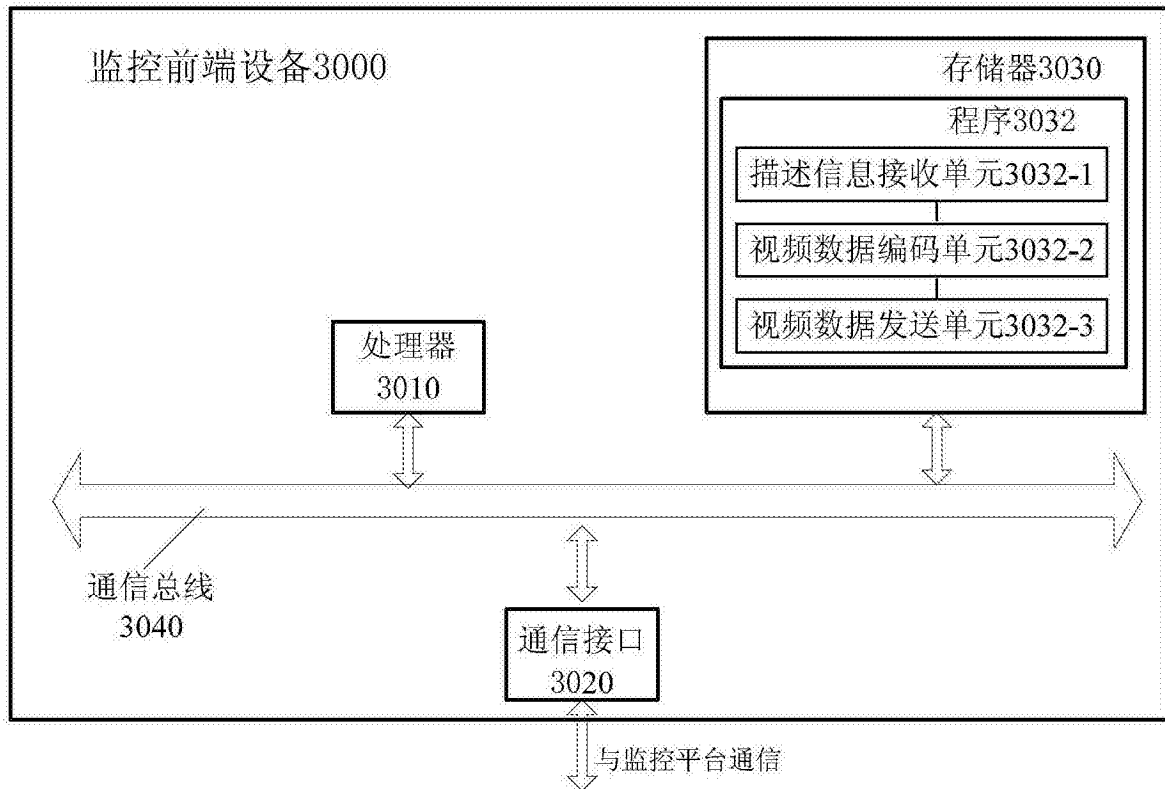 监控前端设备3000
存储器3030
程序3032
描述信息接收单元3032-1
视频数据编码单元3032-2
视频数据发送单元3032-3
处理器
3010
通信总线
3040
通信接口
3020
与监控平台通信